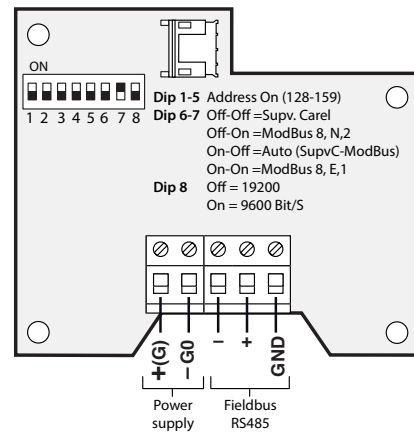 ON
1 2 3 4 5 6 7 8
Dip 1-5 Address On (128-159)
Dip 6-7 Off-Off =Supv. Carel
Off-On =ModBus 8, N,2
On-Off =Auto (SupvC-ModBus)
On-On =ModBus 8, E,1
Dip 8 Off = 19200
On = 9600 Bit/S
+(G) – G0 – + GND
Power supply
Fieldbus RS485